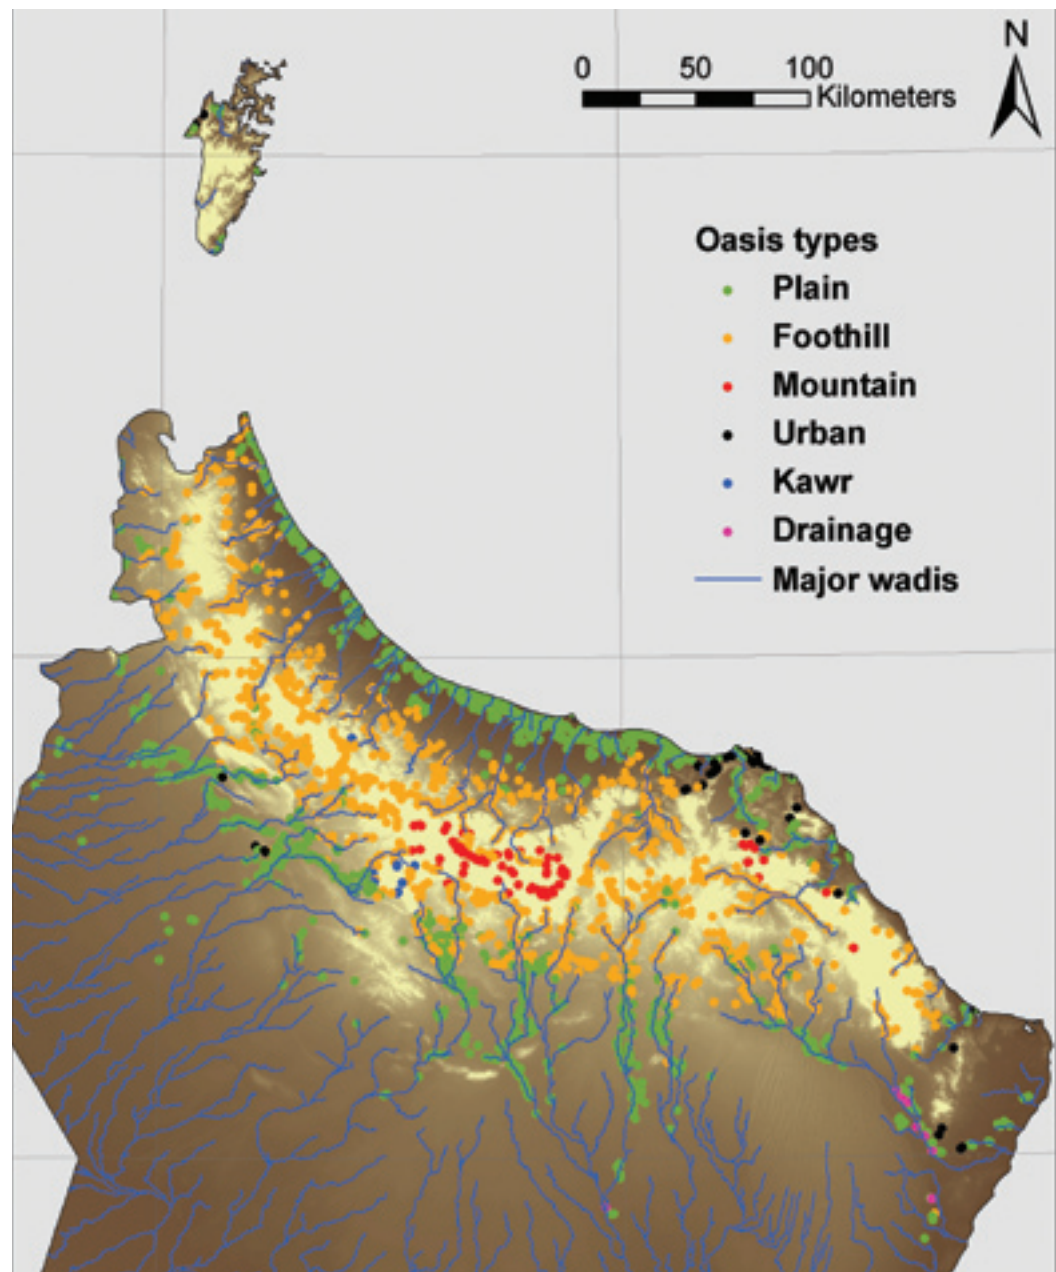 N
0 50 100
Kilometers
Oasis types
Plain
Foothill
Mountain
Urban
Kawr
Drainage
Major wadis